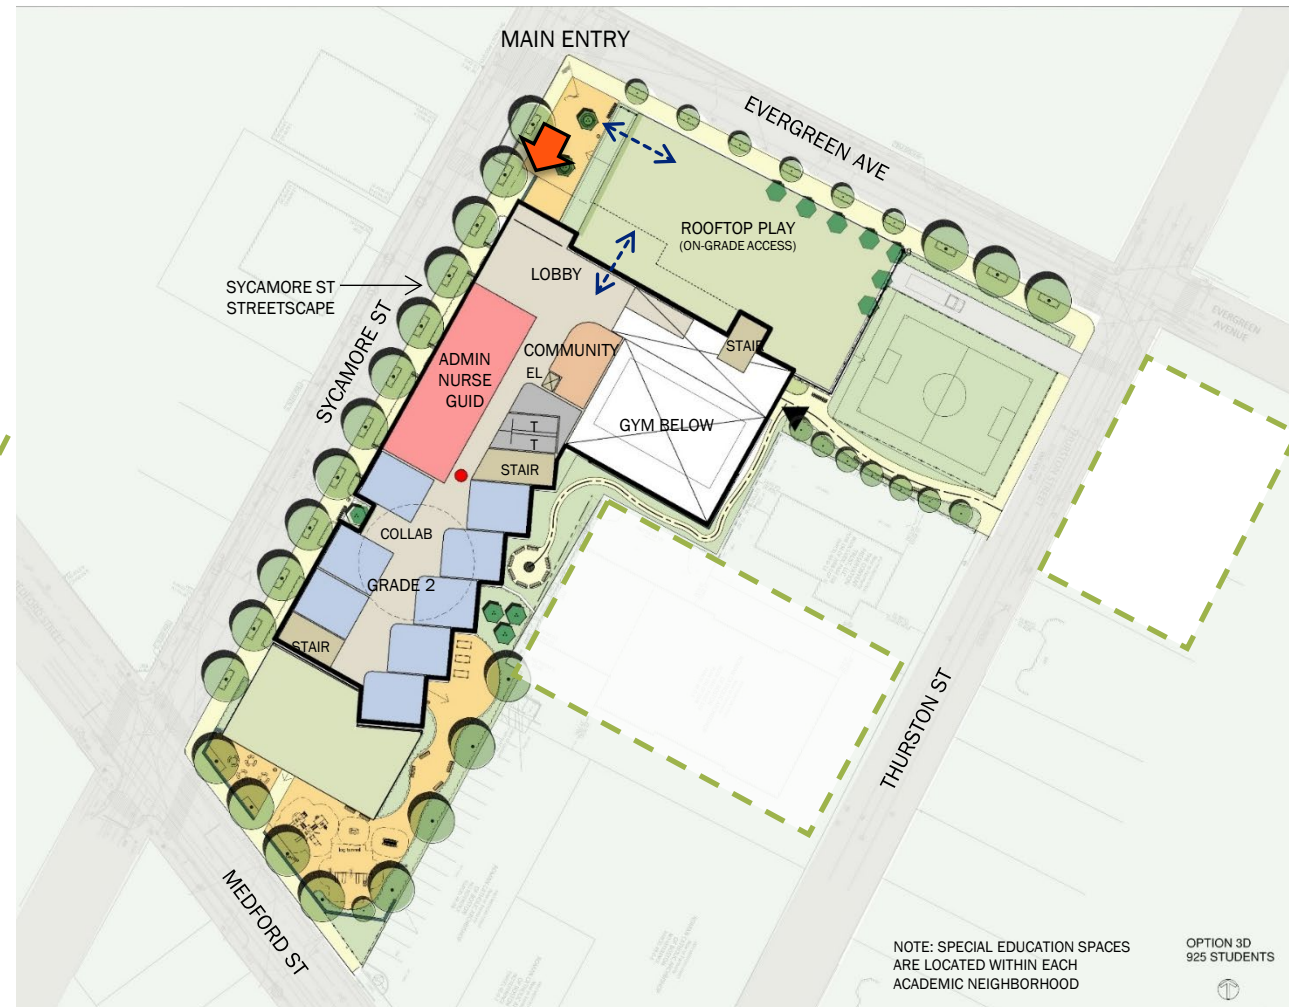 MAIN ENTRY
EVERGREEN AVE
ROOFTOP PLAY
(ON-GRADE ACCESS)
LOBBY
SYCAMORE ST
STREETSCAPE
SYCAMORE ST
EVERGREEN
AVENUE
STAIR
COMMUNITY
EL
ADMIN
NURSE
GUID
GYM BELOW
T
T
STAIR
COLLAB
GRADE 2
STAIR
THURSTON ST
MEDFORD ST
NOTE: SPECIAL EDUCATION SPACES
ARE LOCATED WITHIN EACH
ACADEMIC NEIGHBORHOOD
OPTION 3D
925 STUDENTS